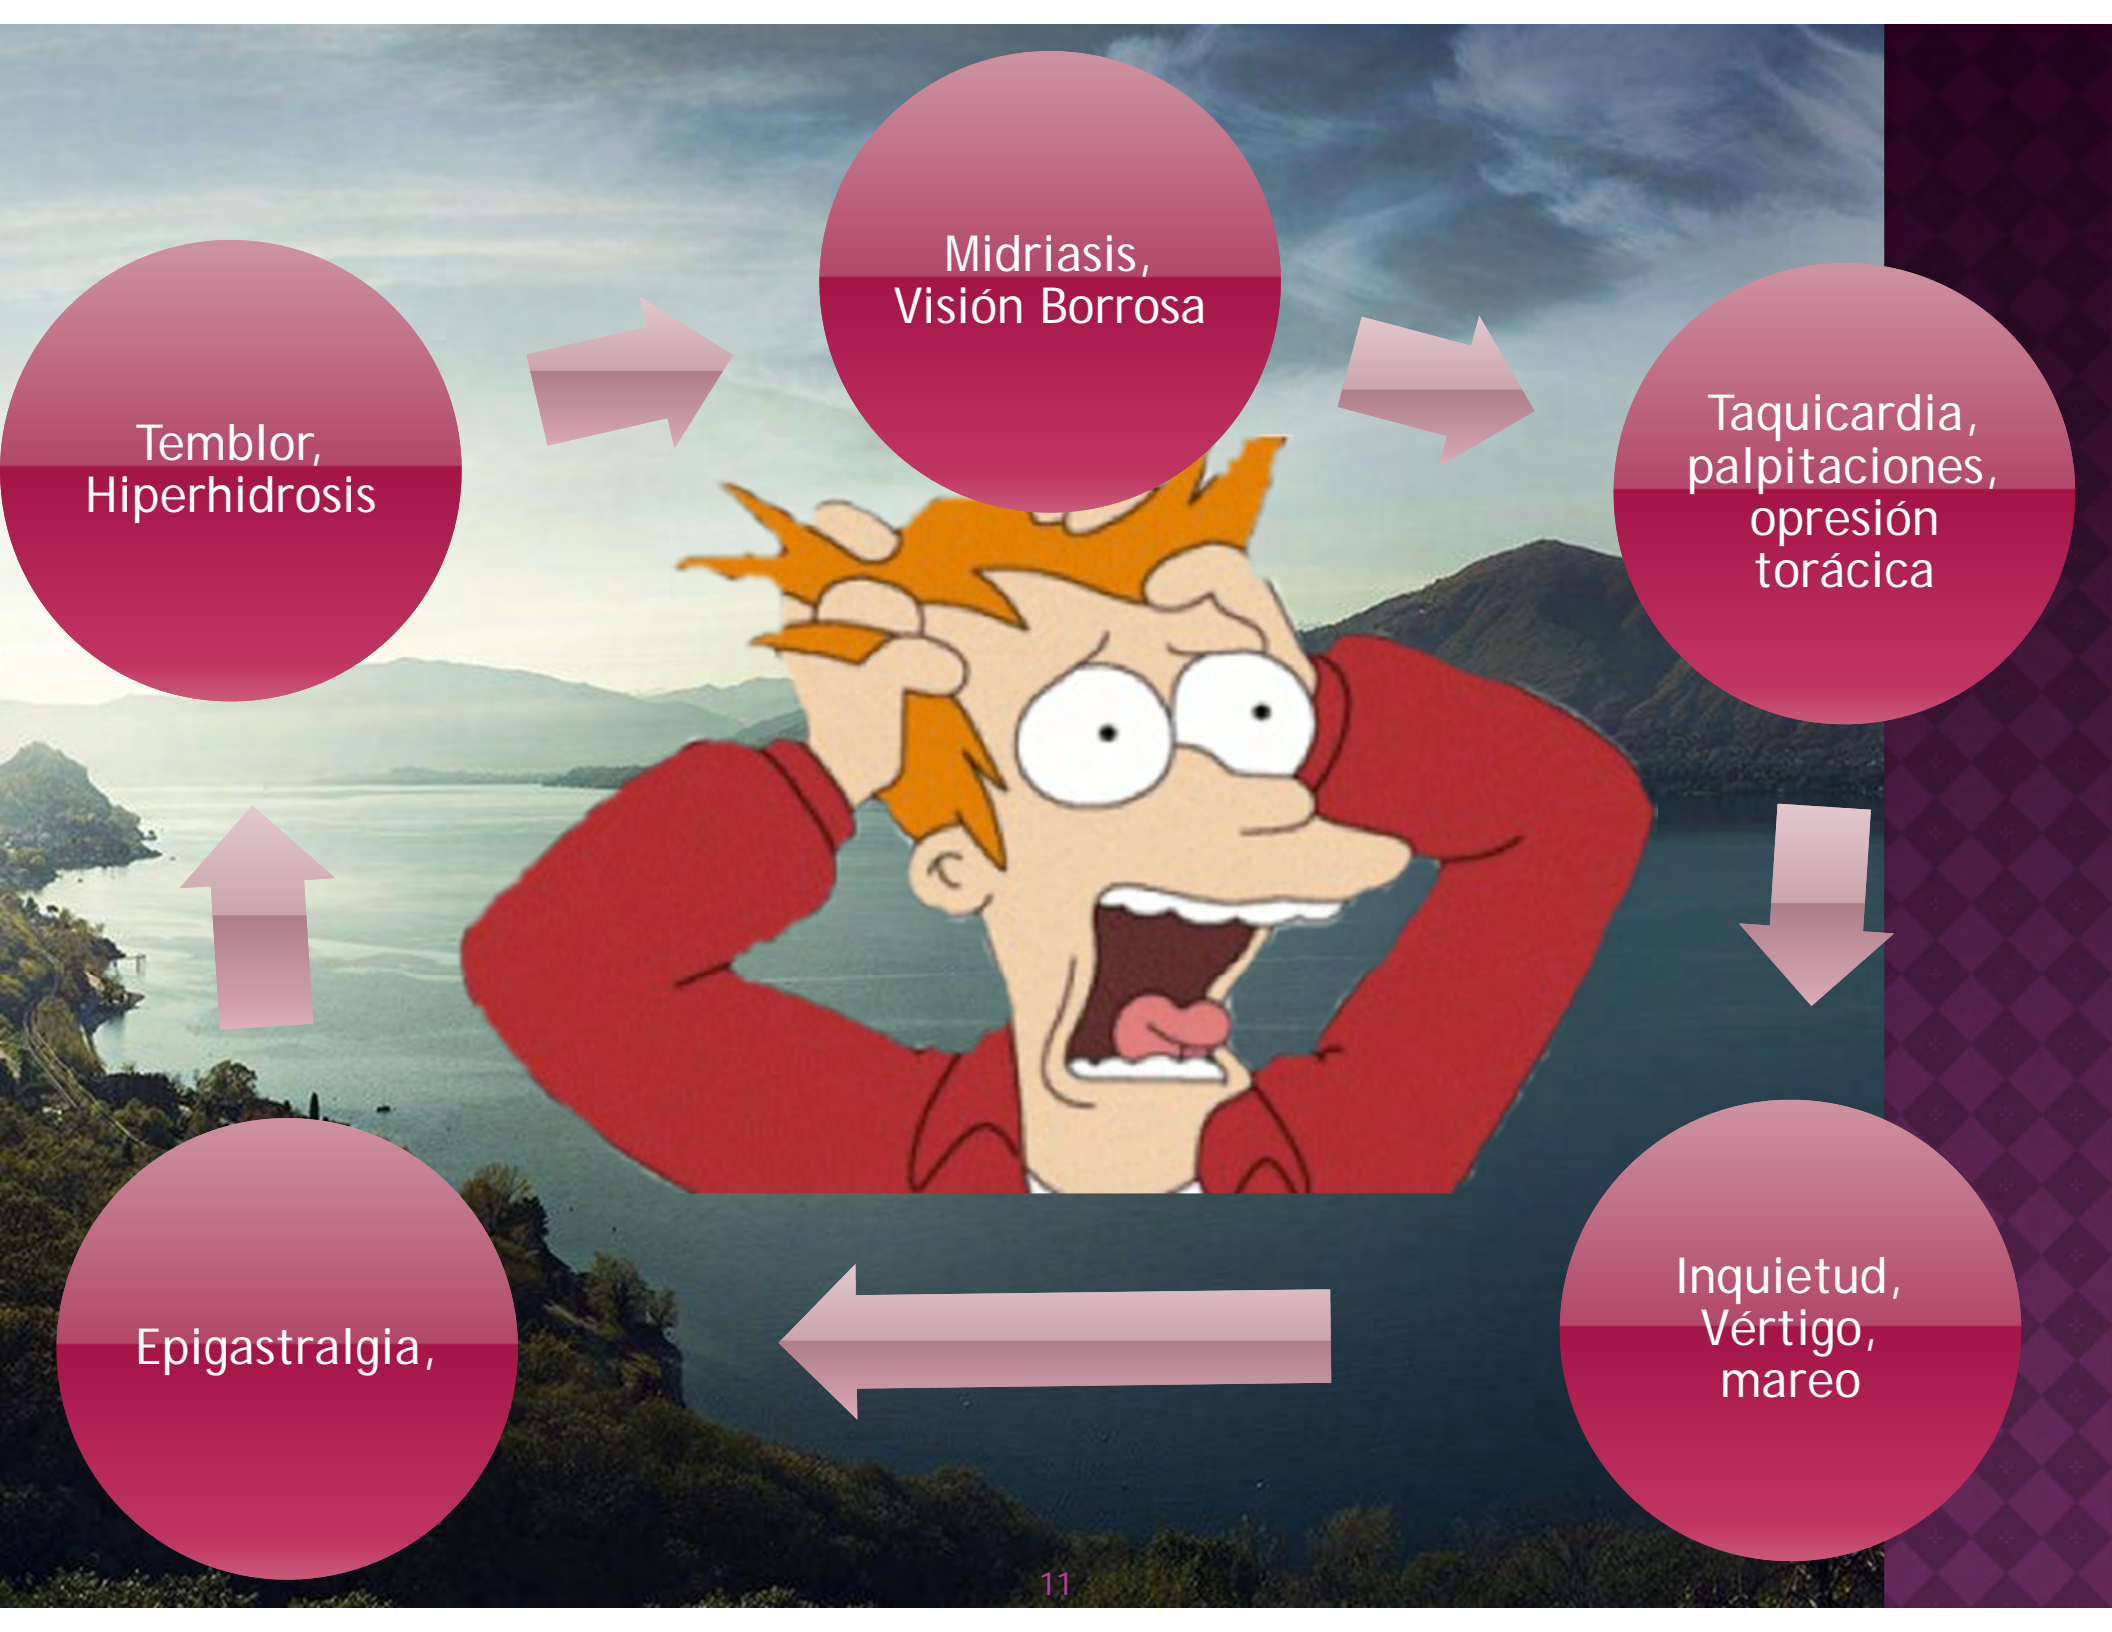 Midriasis,
Visión Borrosa
Taquicardia,
palpitaciones,
opresión
torácica
Inquietud,
Vértigo,
mareo
Epigastralgia,
Temblor,
Hiperhidrosis
11